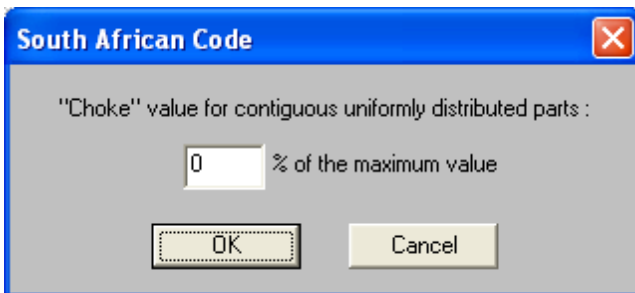 South African Code
"Choke" value for contiguous uniformly distributed parts :
0 % of the maximum value
OK Cancel